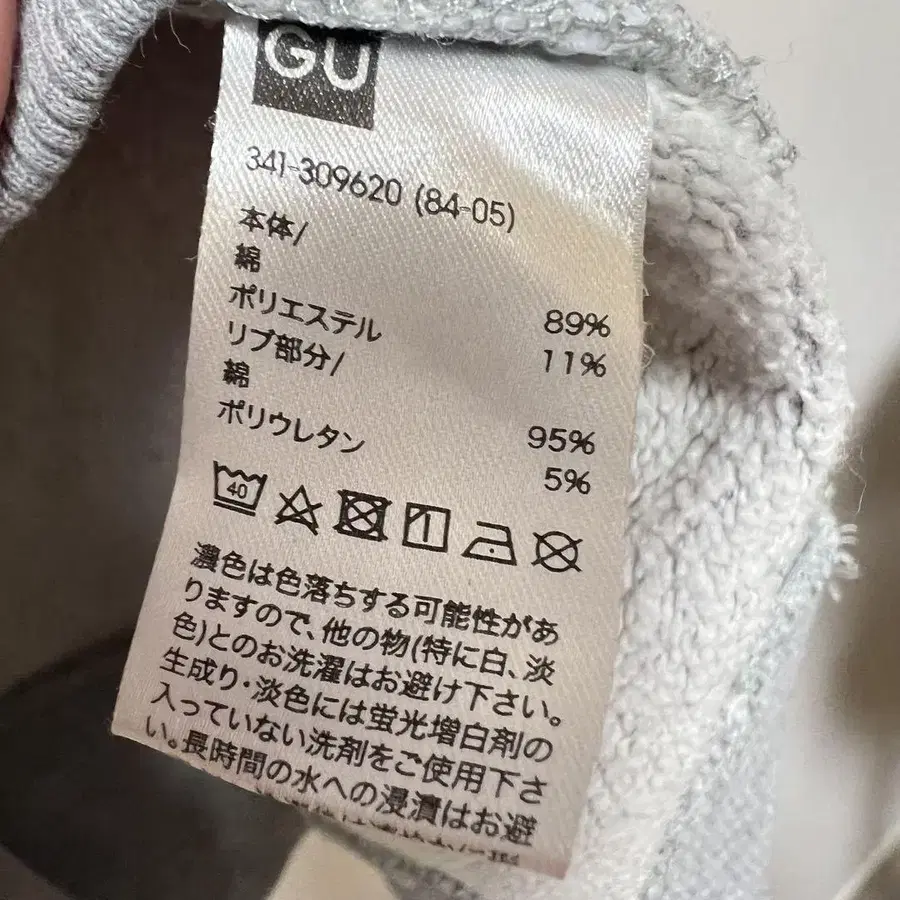 GU
341-309620 (84-05)
本体/
綿 89%
ポリエステル 11%
リブ部分/
綿 95%
ポリウレタン 5%
40
濃色は色落ちする可能性があ
りますので、他の物(特に白、淡
色)とのお洗濯はお避け下さい。
生成り・淡色には蛍光増白剤の
入っていない洗剤をご使用下さ
い。長時間の水への浸漬はお避